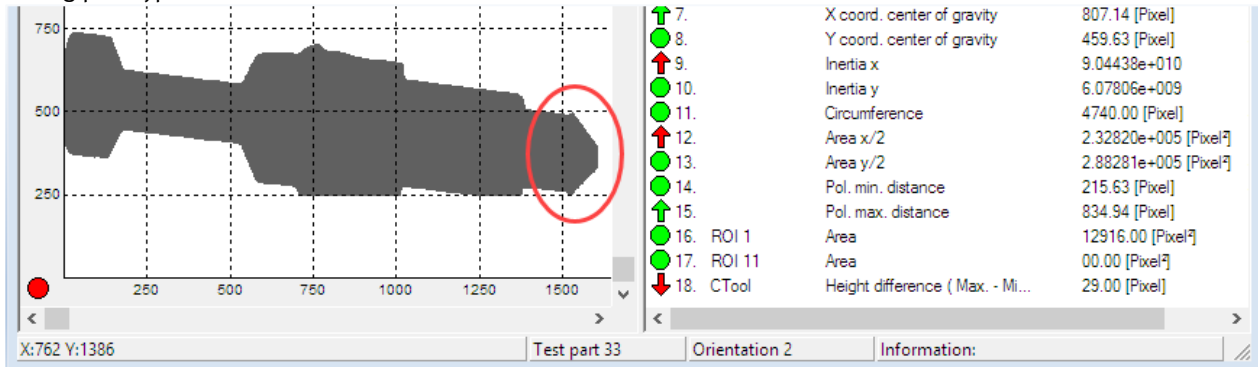 750
500
250
250 500 750 1000 1250 1500
7. X coord. center of gravity 807.14 [Pixel]
8. Y coord. center of gravity 459.63 [Pixel]
9. Inertia x 9.04438e+010
10. Inertia y 6.07806e+009
11. Circumference 4740.00 [Pixel]
12. Area x/2 2.32820e+005 [Pixel²]
13. Area y/2 2.88281e+005 [Pixel²]
14. Pol. min. distance 215.63 [Pixel]
15. Pol. max. distance 834.94 [Pixel]
16. ROI 1 Area 12916.00 [Pixel²]
17. ROI 11 Area 00.00 [Pixel²]
18. CTool Height difference ( Max. - Mi... 29.00 [Pixel]
X:762 Y:1386 Test part 33 Orientation 2 Information: